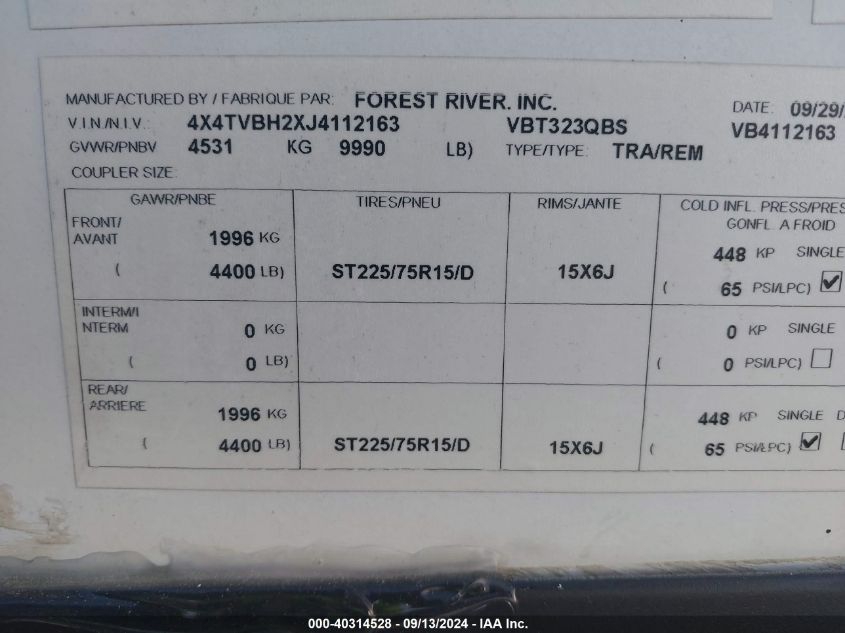 MANUFACTURED BY / FABRIQUE PAR: FOREST RIVER. INC. DATE: 09/29/
V.I.N./N.I.V.: 4X4TVBH2XJ4112163 VBT323QBS VB4112163
GVWR/PNBV 4531 KG 9990 LB) TYPE/TYPE: TRA/REM
COUPLER SIZE:
GAWR/PNBE TIRES/PNEU RIMS/JANTE COLD INFL. PRESS/PRES
GONFL. A FROID
FRONT/
AVANT 1996 KG 448 KP SINGLE
( 4400 LB) ST225/75R15/D 15X6J ( 65 PSI/LPC) ☑
INTERM/I
NTERM 0 KG 0 KP SINGLE
( 0 LB) ( 0 PSI/LPC) ☐
REAR/
ARRIERE 1996 KG 448 KP SINGLE D
( 4400 LB) ST225/75R15/D 15X6J ( 65 PSI/LPC) ☑
000-40314528 - 09/13/2024 - IAA Inc.